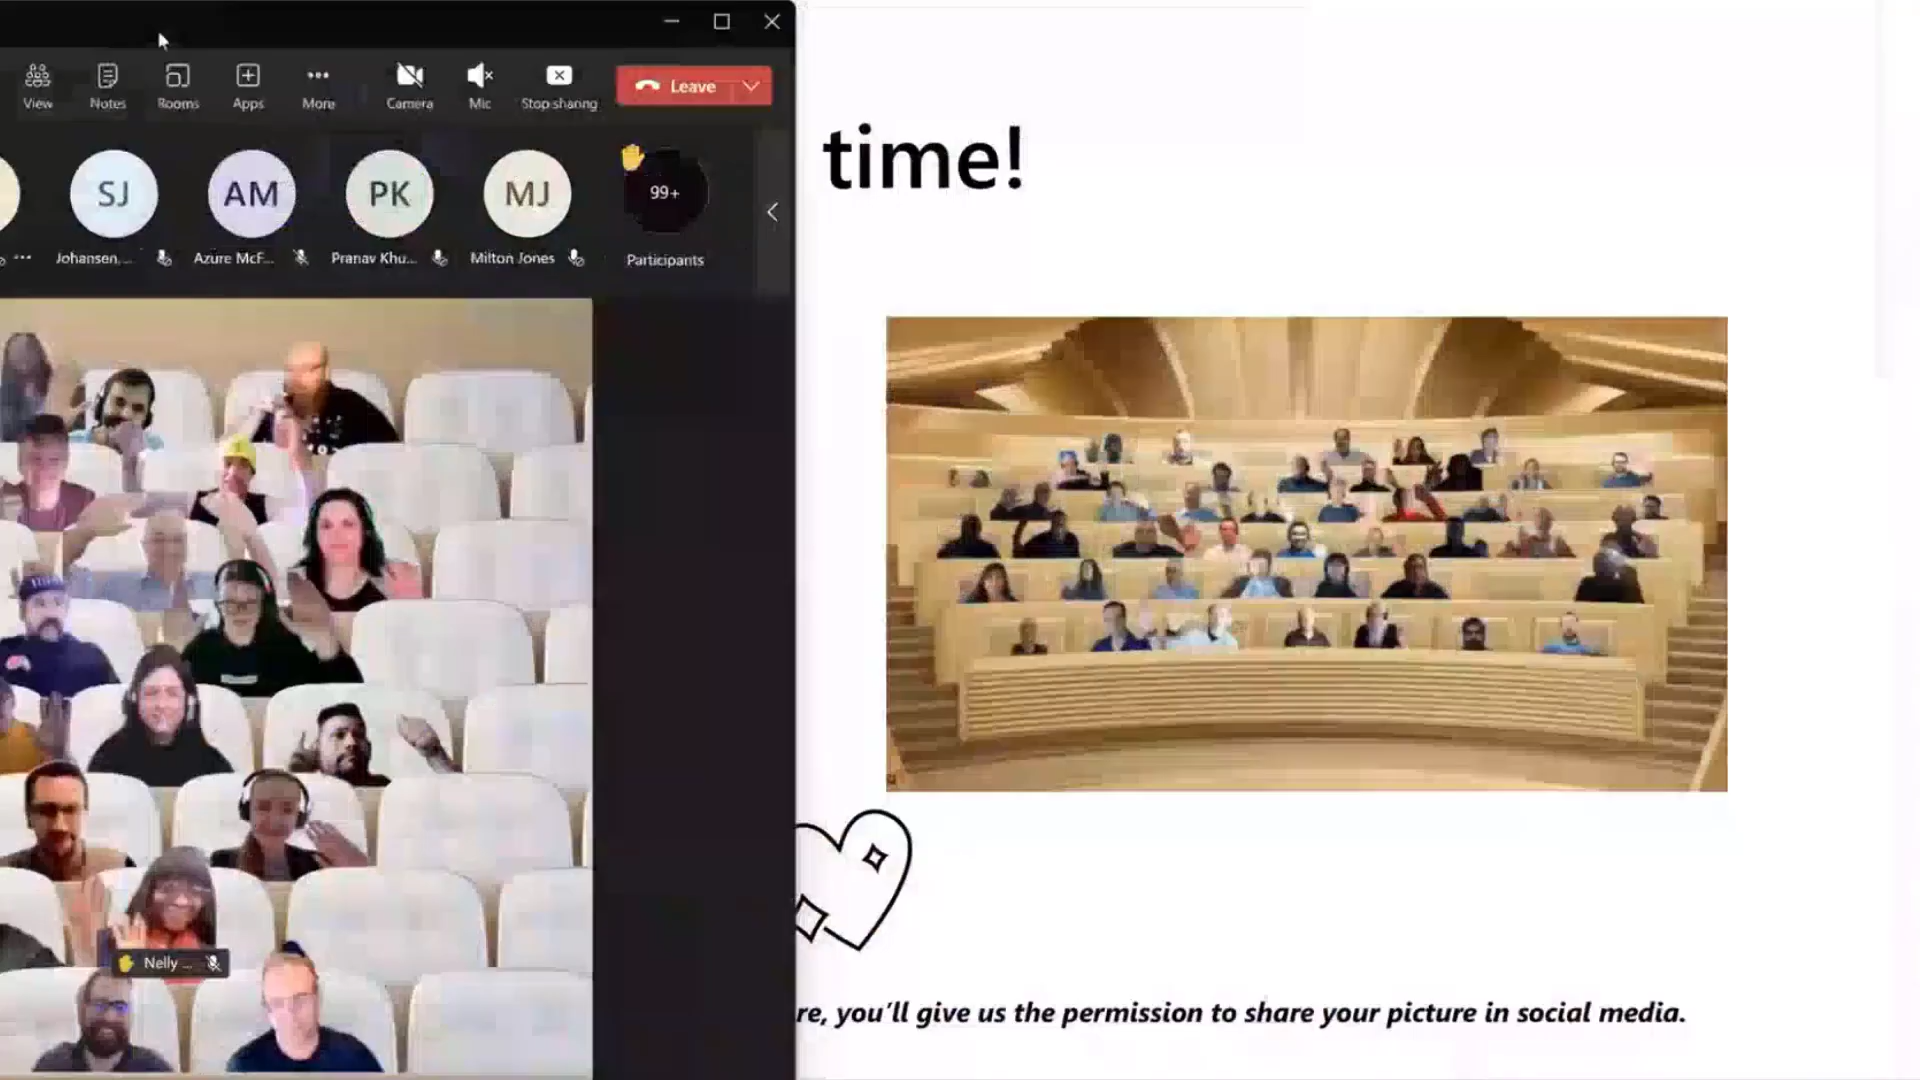 View Notes Rooms Apps More Camera Mic Stop sharing Leave
time!
SJ AM PK MJ 99+
Johansen,... Azure McF... Pranav Khu... Milton Jones Participants
Nelly ...
re, you'll give us the permission to share your picture in social media.